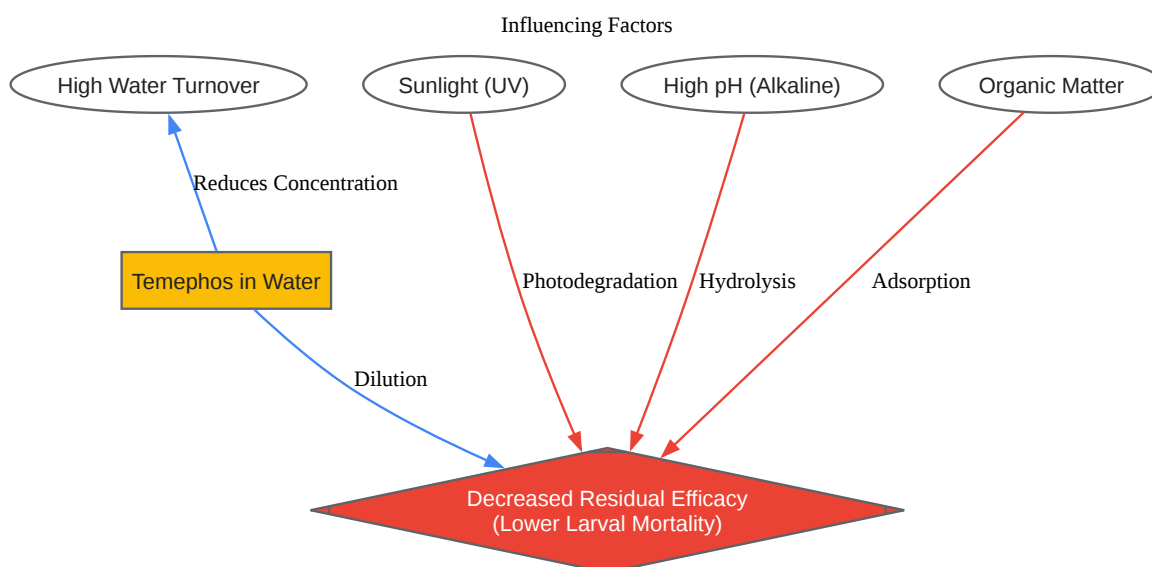 Influencing Factors
High Water Turnover
Sunlight (UV)
High pH (Alkaline)
Organic Matter
Reduces Concentration
Temephos in Water
Photodegradation
Hydrolysis
Adsorption
Dilution
Decreased Residual Efficacy
(Lower Larval Mortality)